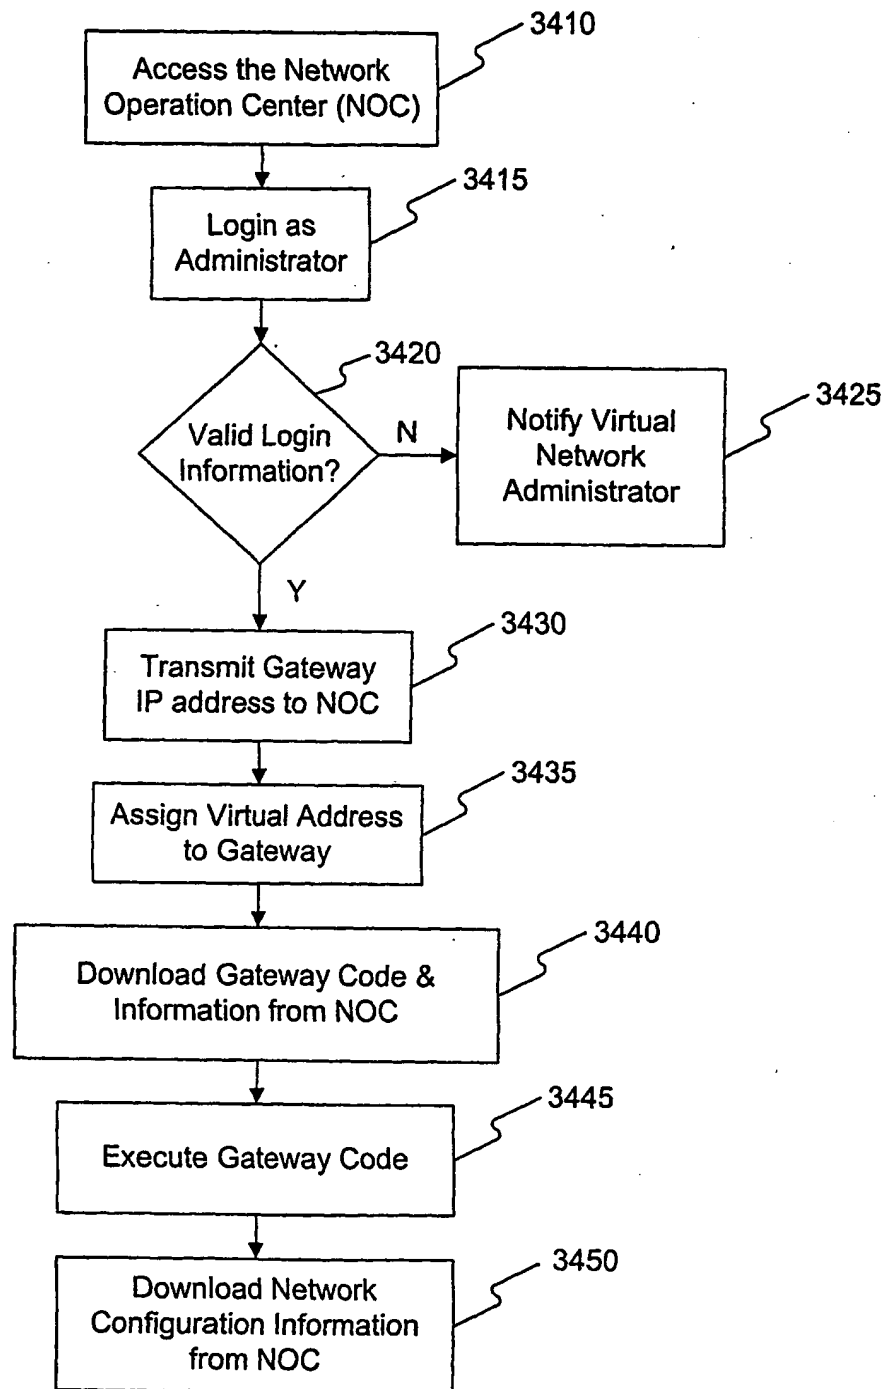 3410
Access the Network
Operation Center (NOC)
3415
Login as
Administrator
3420
Valid Login
Information?
N
Notify Virtual
Network
Administrator
3425
Y
3430
Transmit Gateway
IP address to NOC
3435
Assign Virtual Address
to Gateway
3440
Download Gateway Code &
Information from NOC
3445
Execute Gateway Code
3450
Download Network
Configuration Information
from NOC